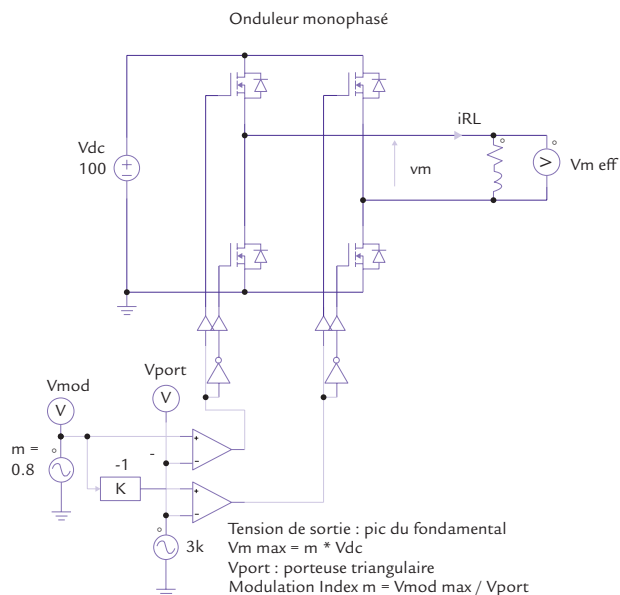 Onduleur monophasé
Vdc
100
iRL
vm
V
Vm eff
Vport
V
Vmod
V
m =
0.8
-1
K
3k
Tension de sortie : pic du fondamental
Vm max = m * Vdc
Vport : porteuse triangulaire
Modulation Index m = Vmod max / Vport